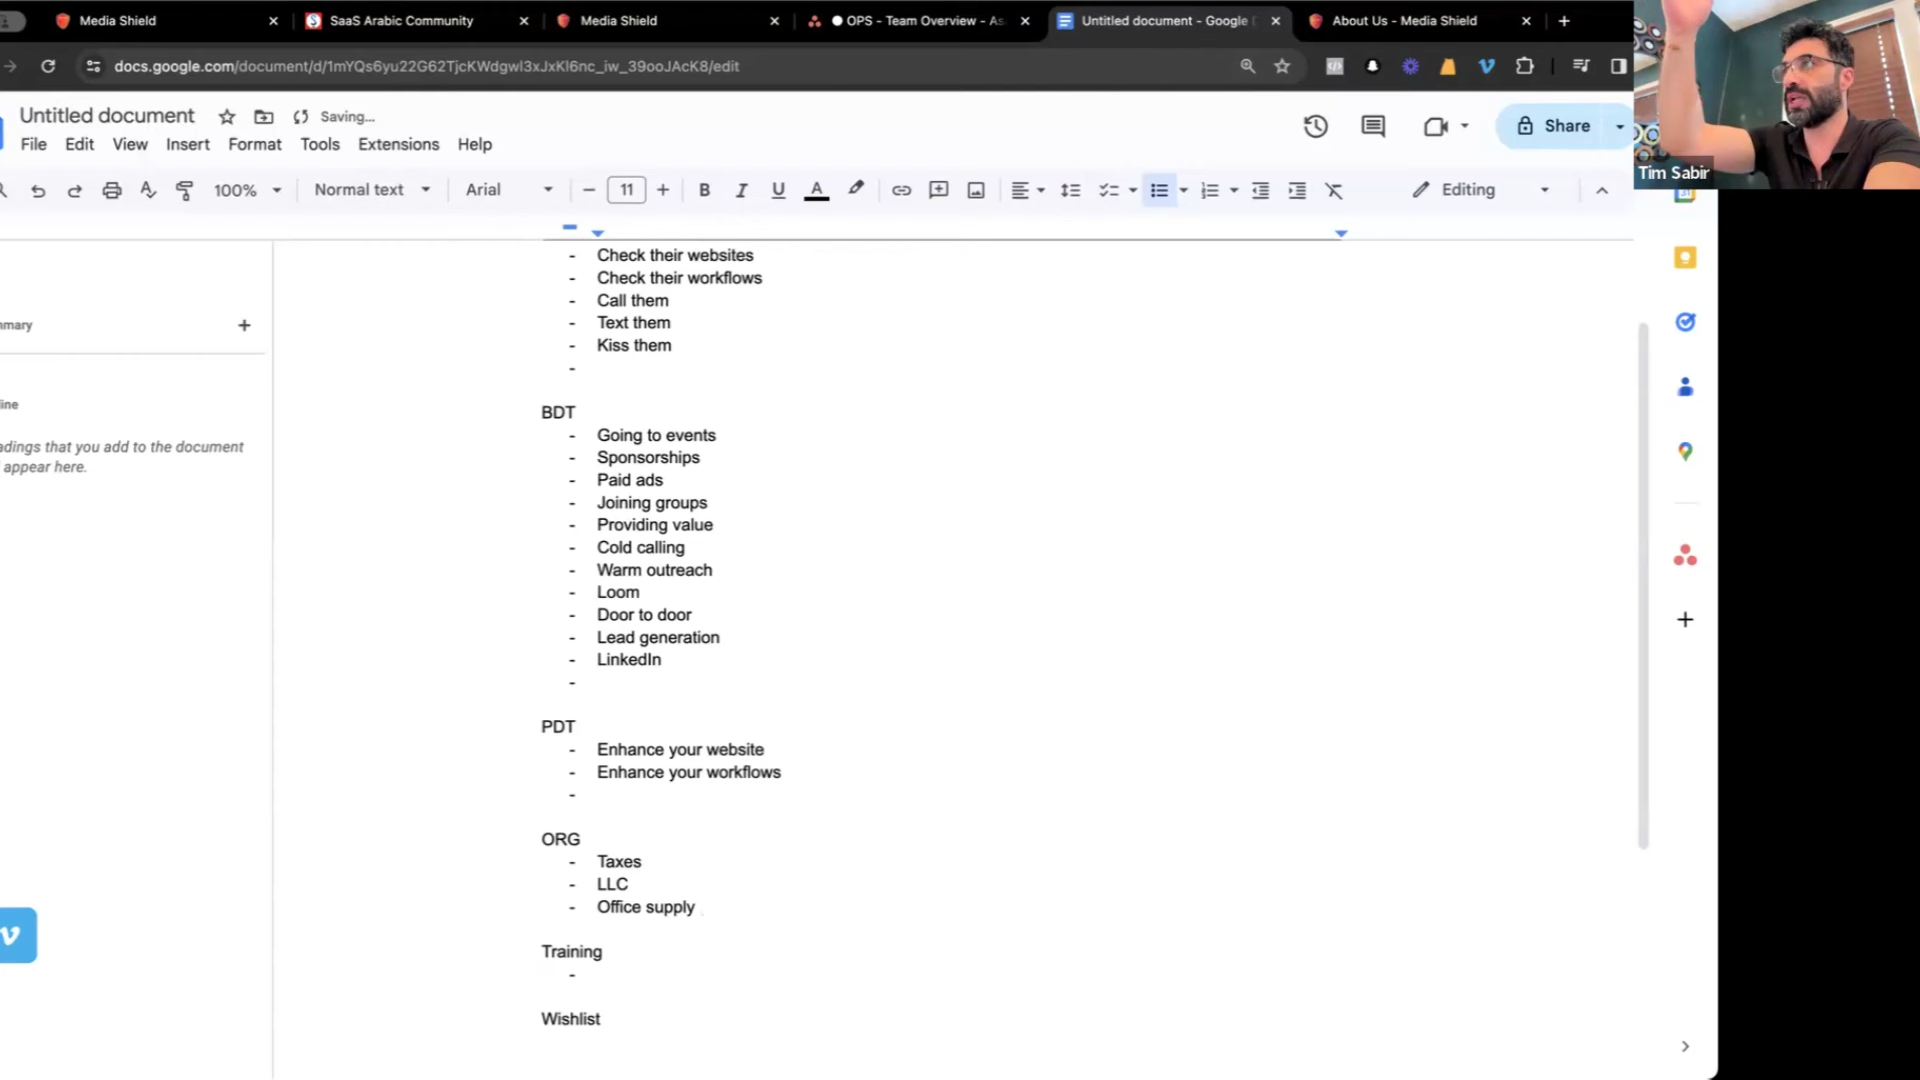 Media Shield
SaaS Arabic Community
Media Shield
OPS - Team Overview - As
Untitled document - Google D
About Us - Media Shield
docs.google.com/document/d/1mYQs6yu22G62TjcKWdgwl3xJxKl6nc_iw_39ooJAcK8/edit
Untitled document
Saving...
File Edit View Insert Format Tools Extensions Help
Share
Tim Sabir
100% Normal text Arial 11 Editing
- Check their websites
- Check their workflows
- Call them
- Text them
- Kiss them
-
mmary
line
adings that you add to the document
appear here.
BDT
- Going to events
- Sponsorships
- Paid ads
- Joining groups
- Providing value
- Cold calling
- Warm outreach
- Loom
- Door to door
- Lead generation
- LinkedIn
-
PDT
- Enhance your website
- Enhance your workflows
-
ORG
- Taxes
- LLC
- Office supply
Training
-
Wishlist